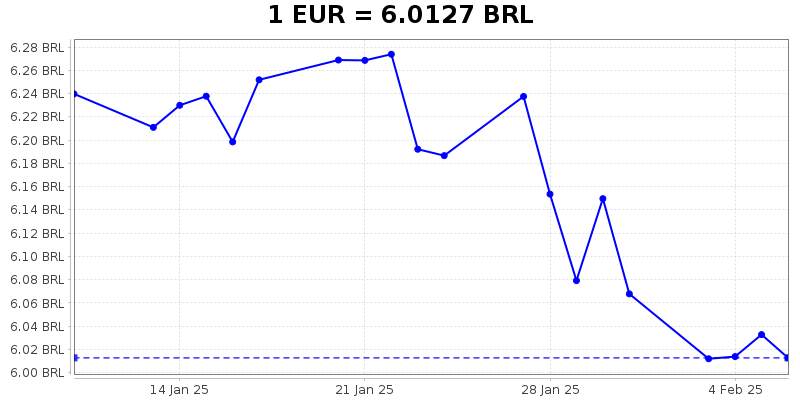 1 EUR = 6.0127 BRL
6.28 BRL
6.26 BRL
6.24 BRL
6.22 BRL
6.20 BRL
6.18 BRL
6.16 BRL
6.14 BRL
6.12 BRL
6.10 BRL
6.08 BRL
6.06 BRL
6.04 BRL
6.02 BRL
6.00 BRL
14 Jan 25
21 Jan 25
28 Jan 25
4 Feb 25